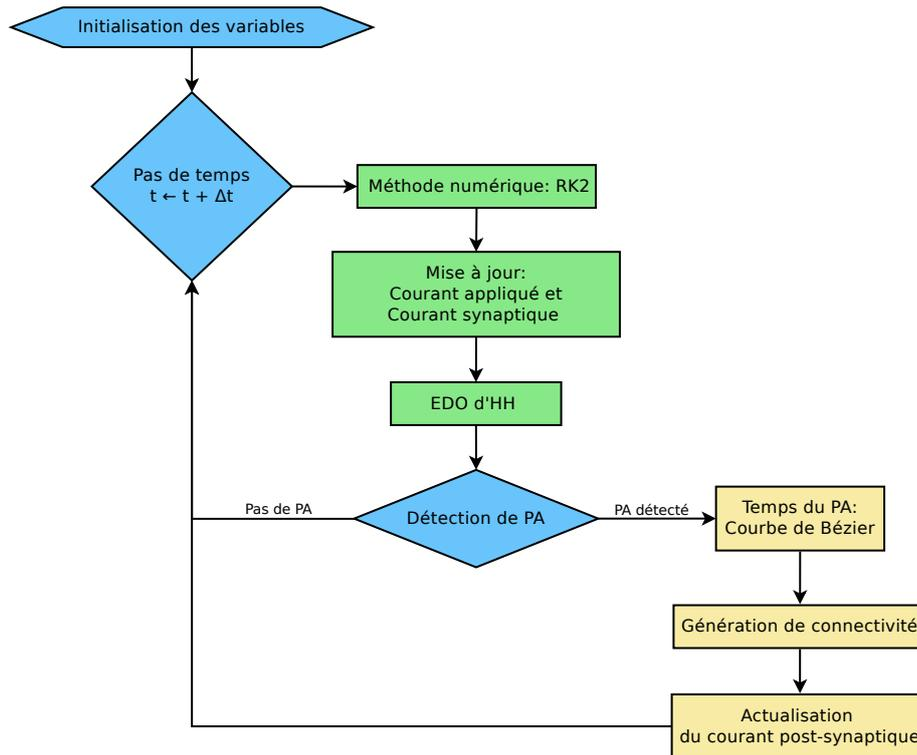 Initialisation des variables
Pas de temps
t ← t + Δt
Méthode numérique: RK2
Mise à jour:
Courant appliqué et
Courant synaptique
EDO d'HH
Détection de PA
Pas de PA
PA détecté
Temps du PA:
Courbe de Bézier
Génération de connectivité
Actualisation
du courant post-synaptique